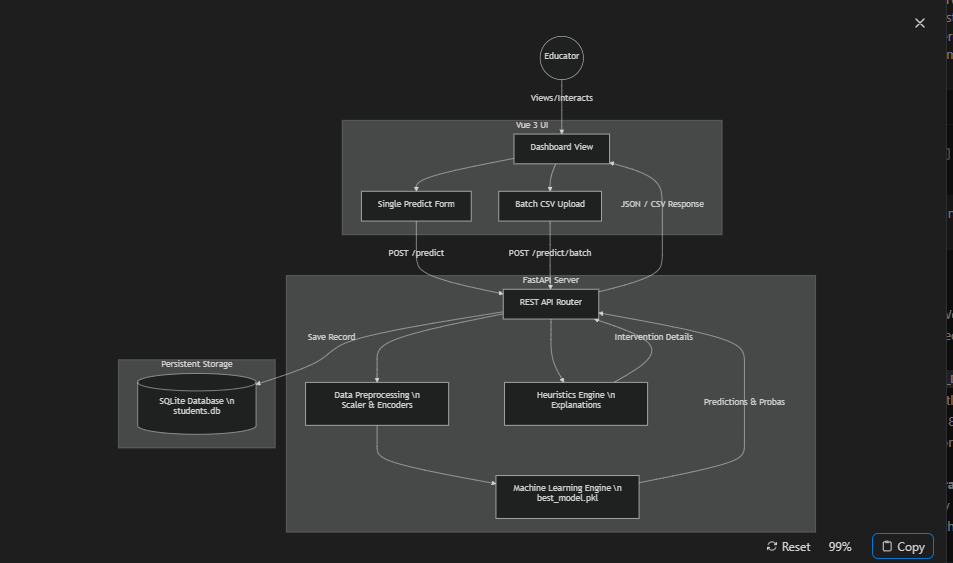 Educator
Views/Interacts
Vue 3 UI
Dashboard View
Single Predict Form
Batch CSV Upload
JSON / CSV Response
POST /predict
POST /predict/batch
FastAPI Server
REST API Router
Save Record
Intervention Details
Persistent Storage
SQLite Database \n
students.db
Data Preprocessing \n
Scaler & Encoders
Heuristics Engine \n
Explanations
Predictions & Probas
Machine Learning Engine \n
best_model.pkl
Reset
99%
Copy